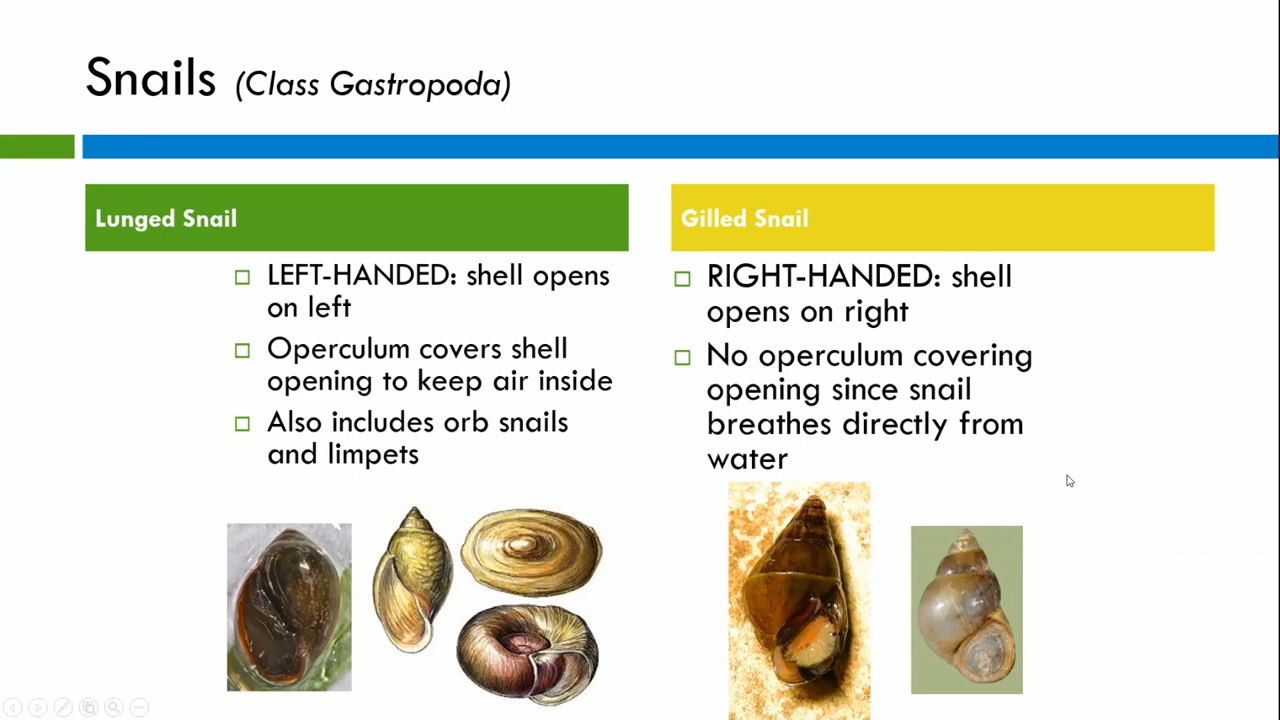 Snails (Class Gastropoda)
Lunged Snail
LEFT-HANDED: shell opens
on left
Operculum covers shell
opening to keep air inside
Also includes orb snails
and limpets
Gilled Snail
RIGHT-HANDED: shell
opens on right
No operculum covering
opening since snail
breathes directly from
water